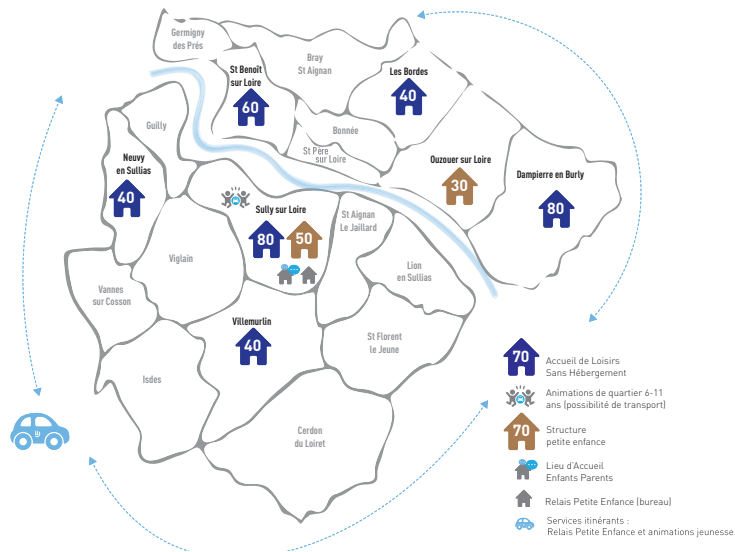 Germigny
des Prés
Bray
St Aignan
St Benoît
sur Loire
60
Les Bordes
40
Guilly
Bonnée
St Père
sur Loire
Neuvy
en Sullias
40
Ouzouer sur Loire
30
Dampierre en Burly
80
Sully sur Loire
80
50
St Aignan
Le Jaillard
Viglain
Lion
en Sullias
Vannes
sur Cosson
Villemurlin
40
St Florent
le Jeune
Isdes
Cerdon
du Loiret
70
Accueil de Loisirs
Sans Hébergement
Animations de quartier 6-11
ans (possibilité de transport)
70
Structure
petite enfance
Lieu d'Accueil
Enfants Parents
Relais Petite Enfance (bureau)
Services itinérants :
Relais Petite Enfance et animations jeunesse